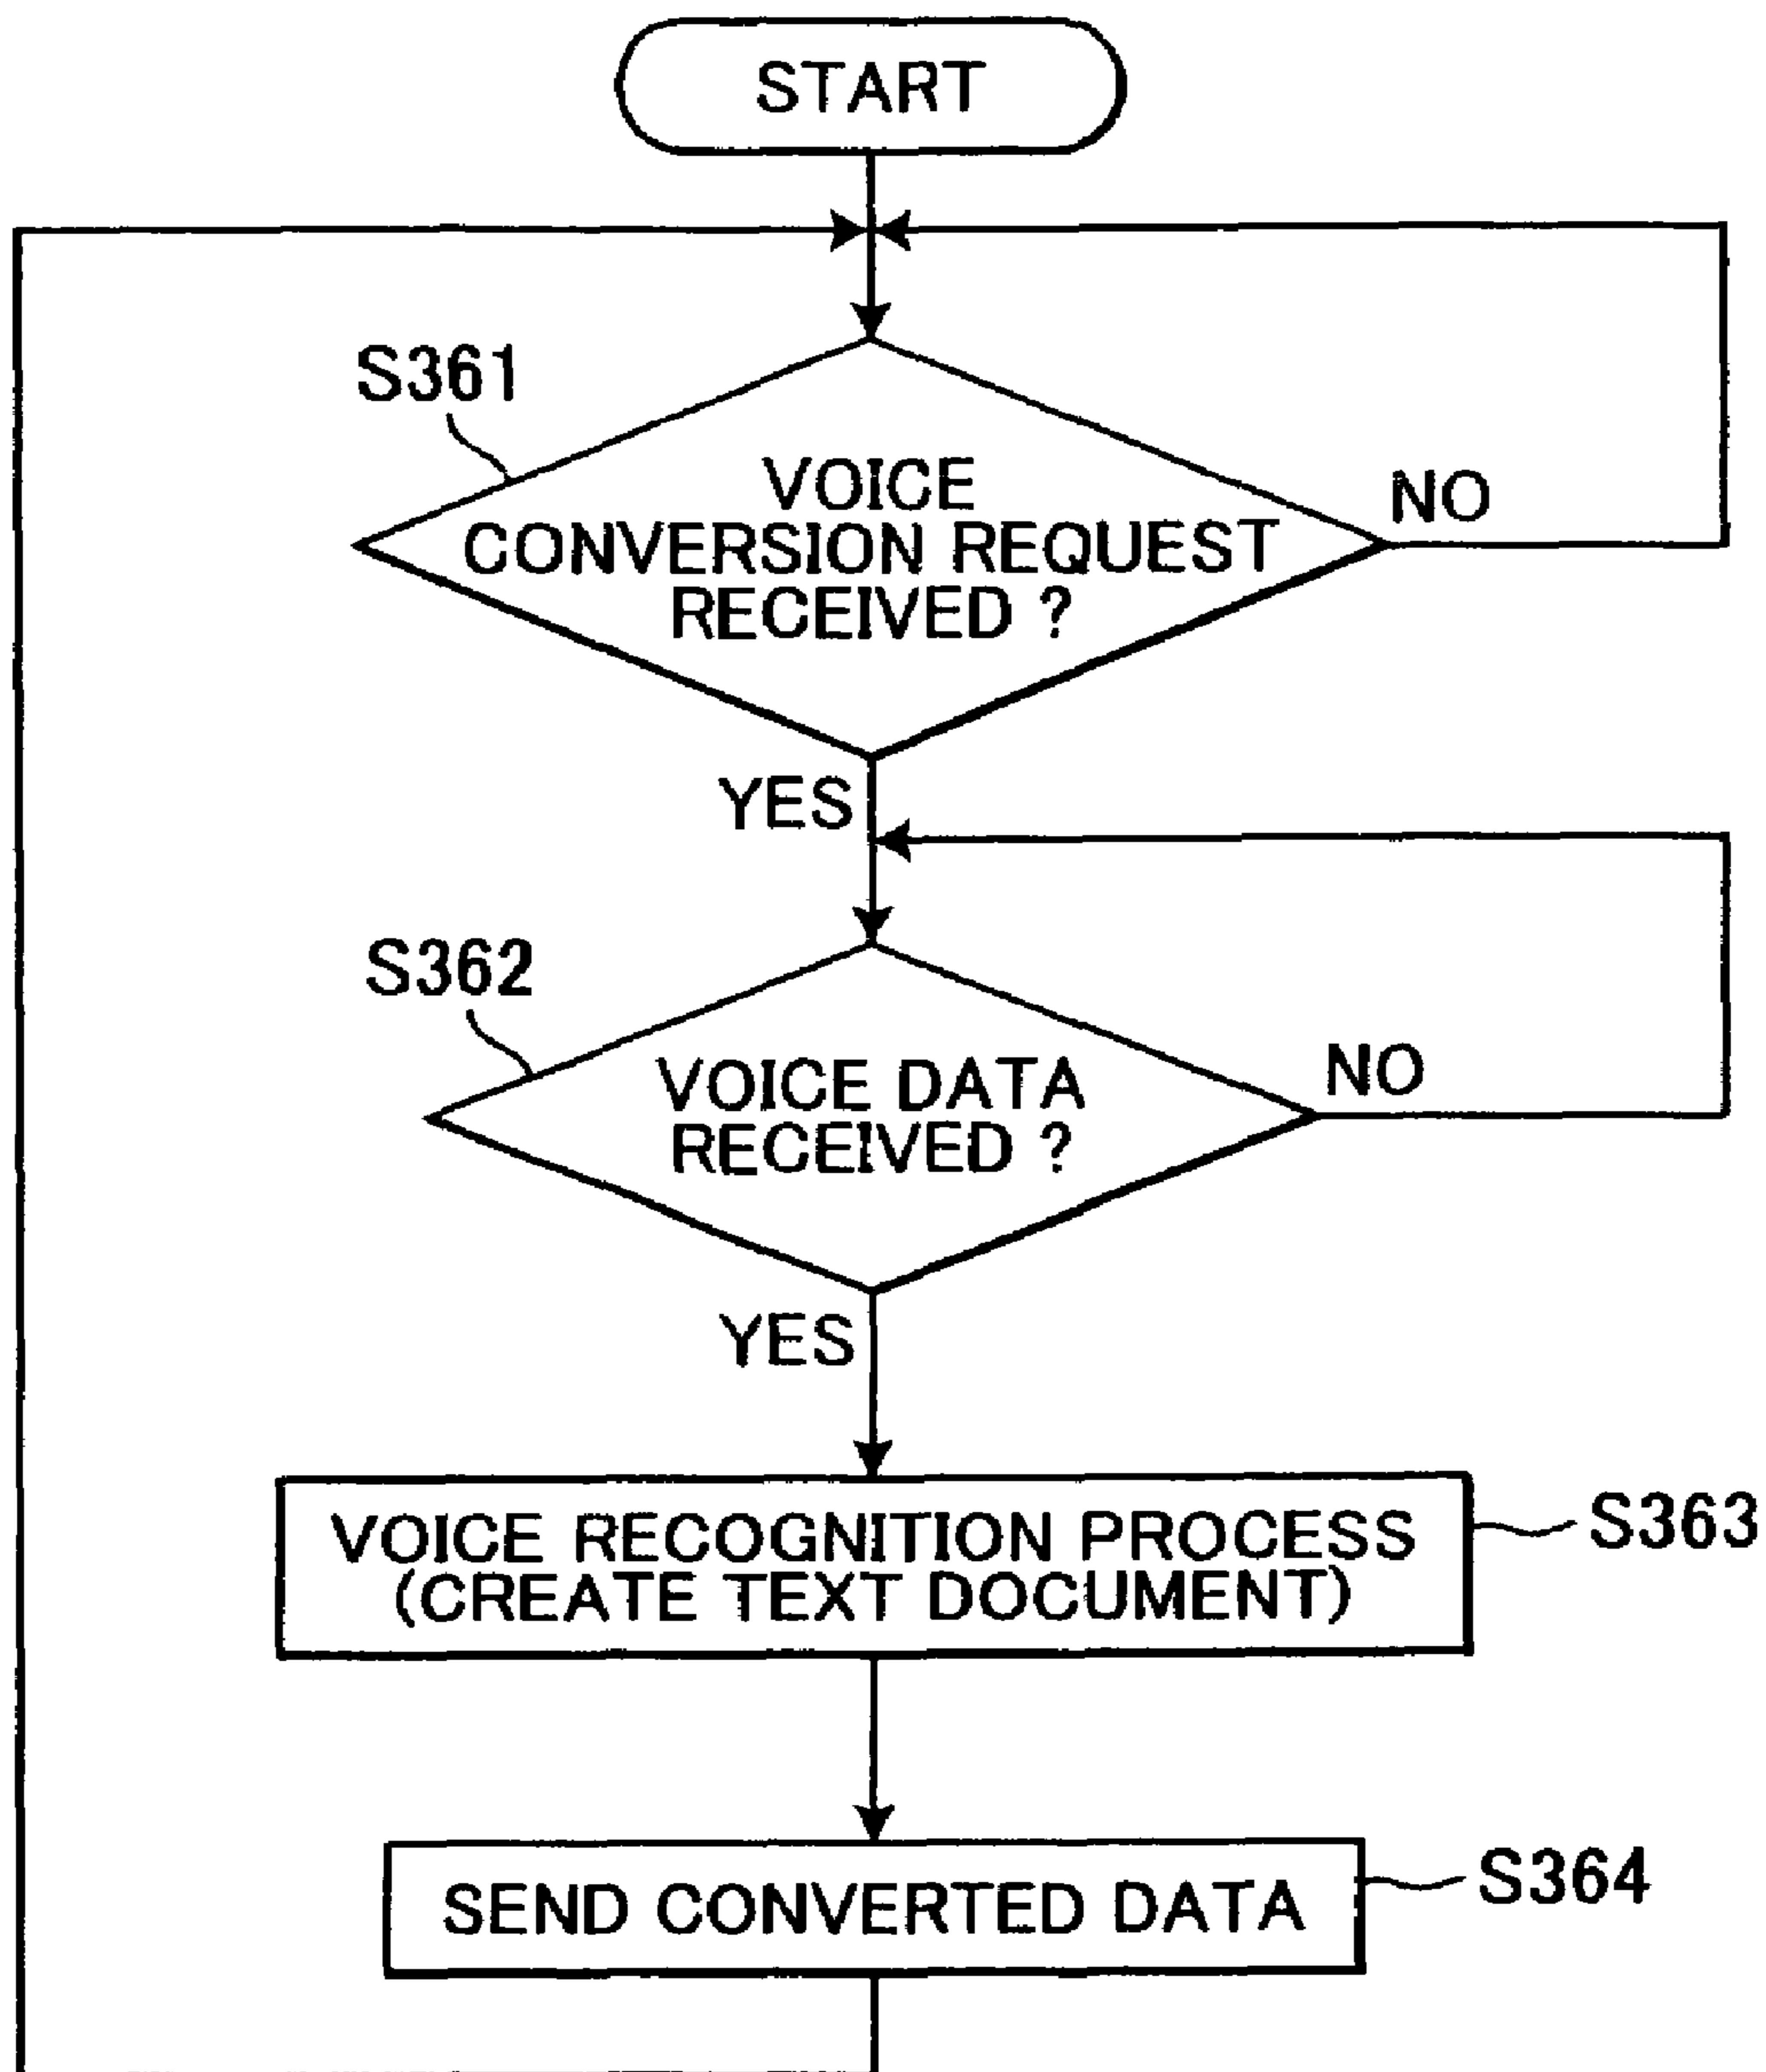 START
S361
VOICE
CONVERSION REQUEST
RECEIVED ?
NO
YES
S362
VOICE DATA
RECEIVED ?
NO
YES
VOICE RECOGNITION PROCESS
(CREATE TEXT DOCUMENT)
S363
SEND CONVERTED DATA
S364